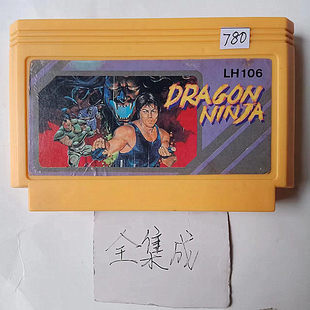 780
LH106
DRAGON
NINJA
全集成